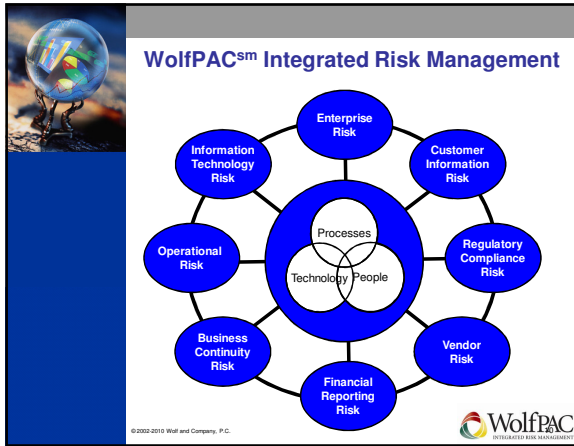 WolfPACsm Integrated Risk Management
Enterprise
Risk
Information
Technology
Risk
Customer
Information
Risk
Processes
Operational
Risk
Regulatory
Compliance
Risk
Technology People
Business
Continuity
Risk
Vendor
Risk
Financial
Reporting
Risk
©2002-2010 Wolf and Company, P.C.
WolfPAC
INTEGRATED RISK MANAGEMENT